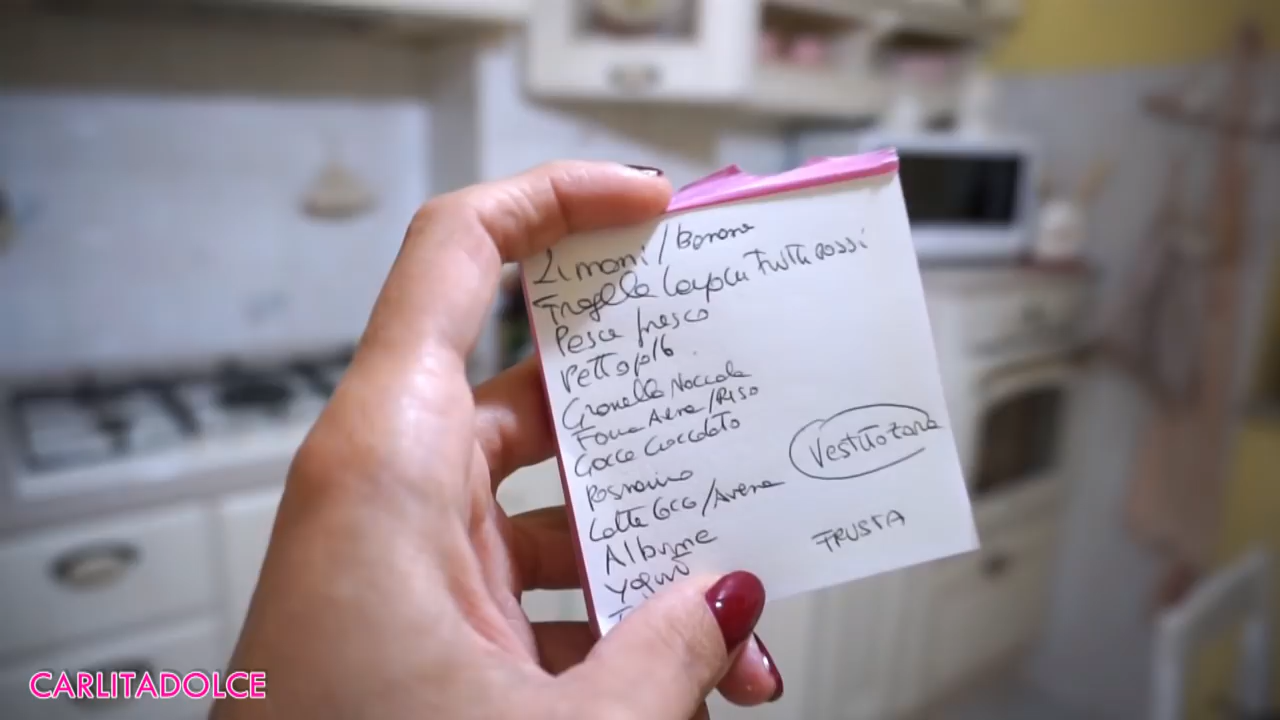 Limoni/Banane
Fragole Lamponi Frutti Rossi
Pesce fresco
Petto pollo
Granella Nocciole
Farina Avena/Riso
Gocce Cioccolato
Rosmarino
Latte Cocco/Avena
Albume
Yogurt
Vestito Zara
FRUSTA
CARLITADOLCE